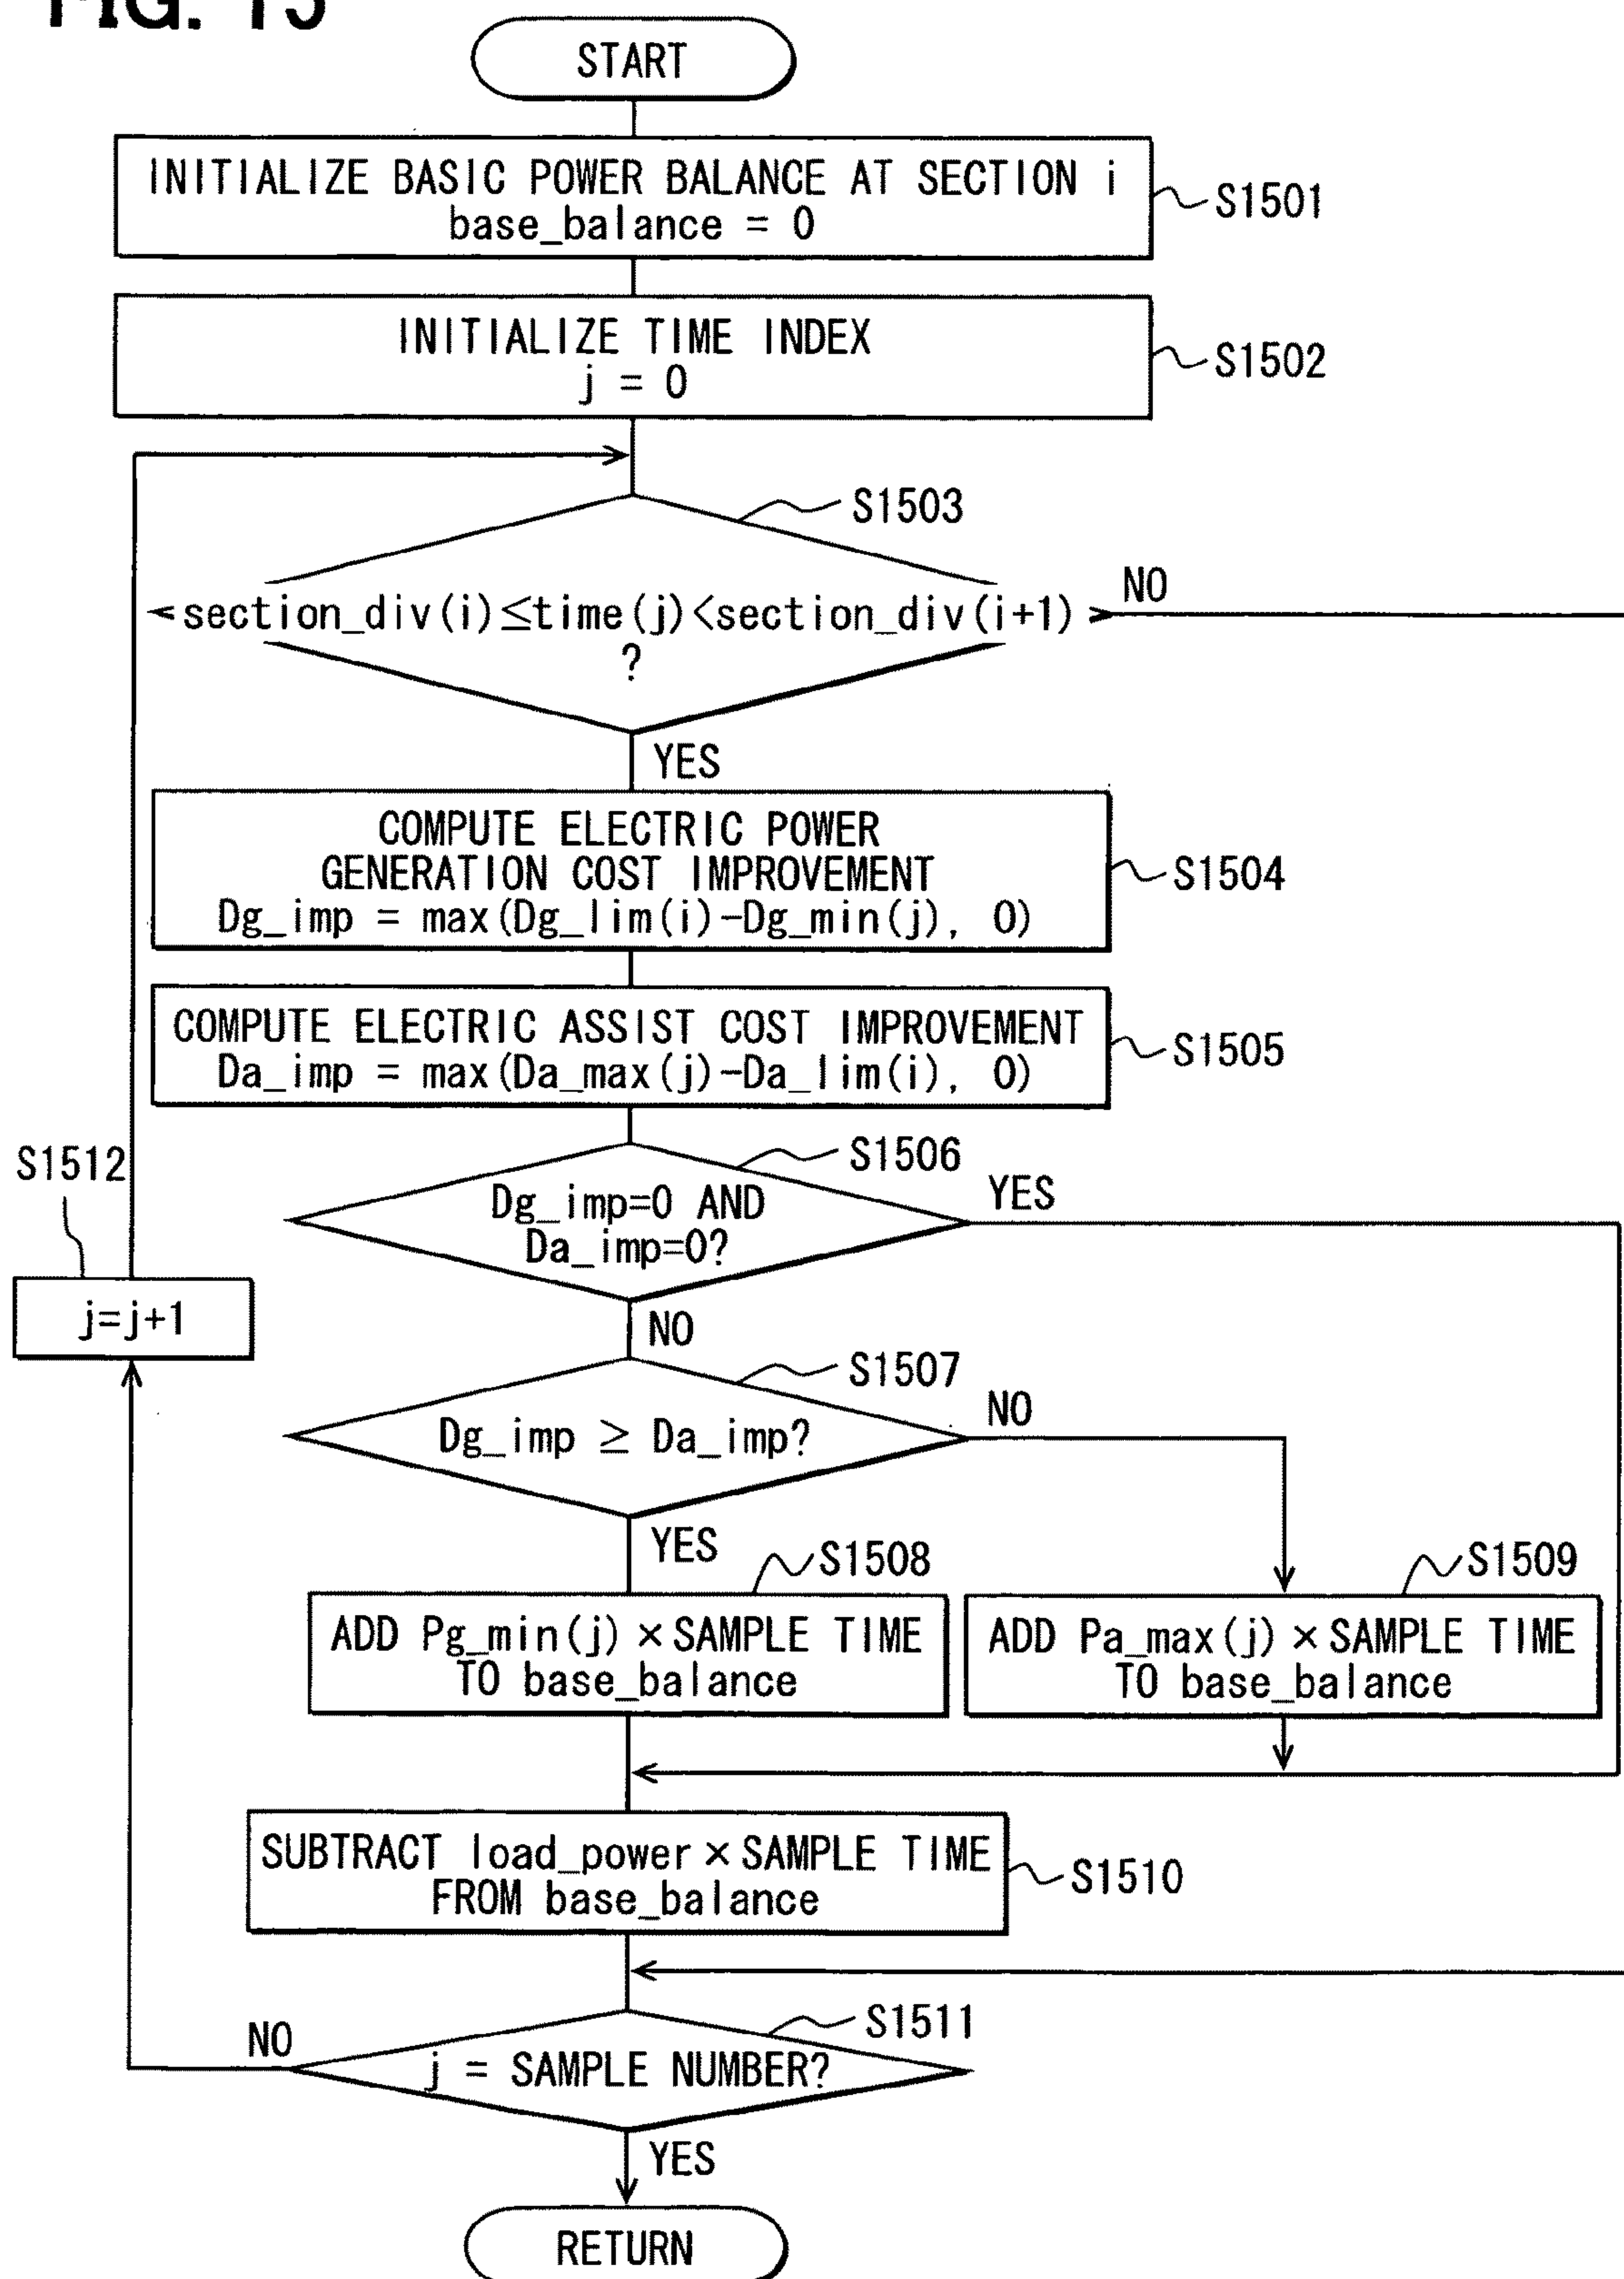 FIG. 15
START
INITIALIZE BASIC POWER BALANCE AT SECTION i
base_balance = 0
S1501
INITIALIZE TIME INDEX
j = 0
S1502
S1503
section_div(i)≤time(j)<section_div(i+1)
?
NO
YES
COMPUTE ELECTRIC POWER
GENERATION COST IMPROVEMENT
Dg_imp = max(Dg_lim(i)-Dg_min(j), 0)
S1504
COMPUTE ELECTRIC ASSIST COST IMPROVEMENT
Da_imp = max(Da_max(j)-Da_lim(i), 0)
S1505
S1506
Dg_imp=0 AND
Da_imp=0?
YES
NO
S1512
j=j+1
S1507
Dg_imp ≥ Da_imp?
NO
YES
S1508
ADD Pg_min(j)×SAMPLE TIME
TO base_balance
S1509
ADD Pa_max(j)×SAMPLE TIME
TO base_balance
SUBTRACT load_power×SAMPLE TIME
FROM base_balance
S1510
S1511
j = SAMPLE NUMBER?
NO
YES
RETURN